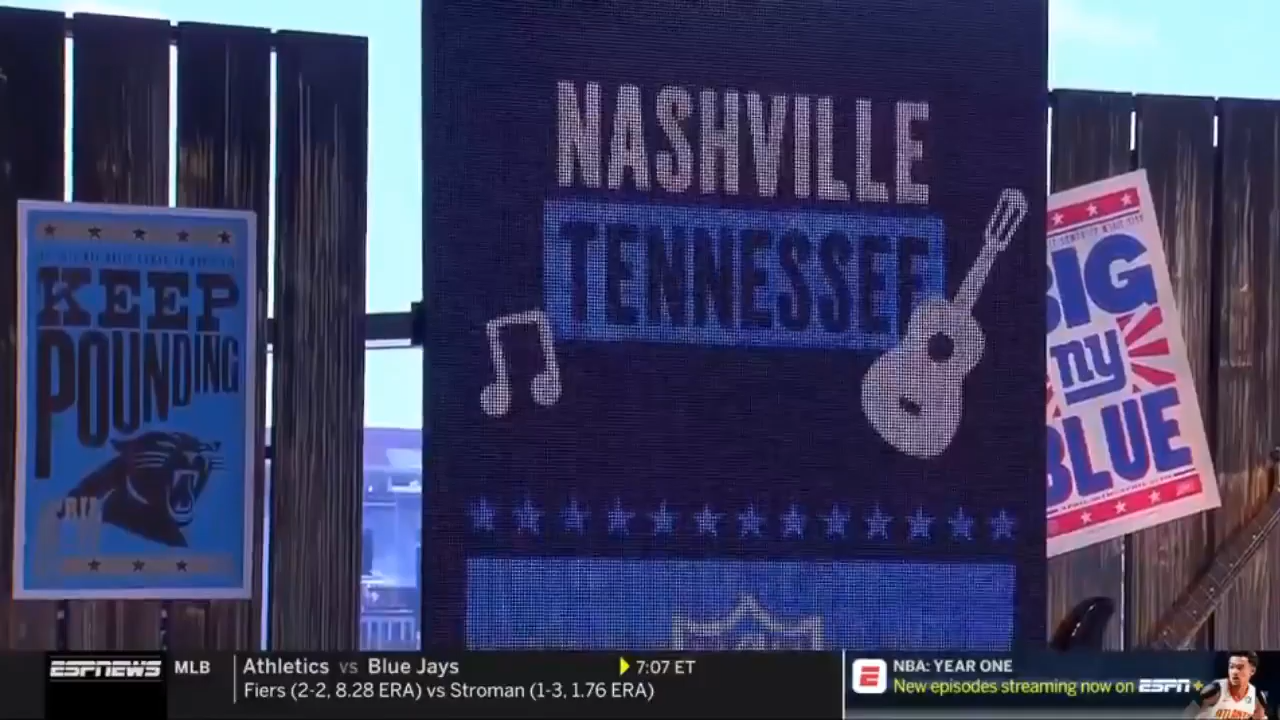 NASHVILLE
TENNESSEE
KEEP
POUNDING
BIG
ny
BLUE
ESPNEWS
MLB
Athletics vs Blue Jays
7:07 ET
Fiers (2-2, 8.28 ERA) vs Stroman (1-3, 1.76 ERA)
NBA: YEAR ONE
New episodes streaming now on ESPN+
ATLANTA